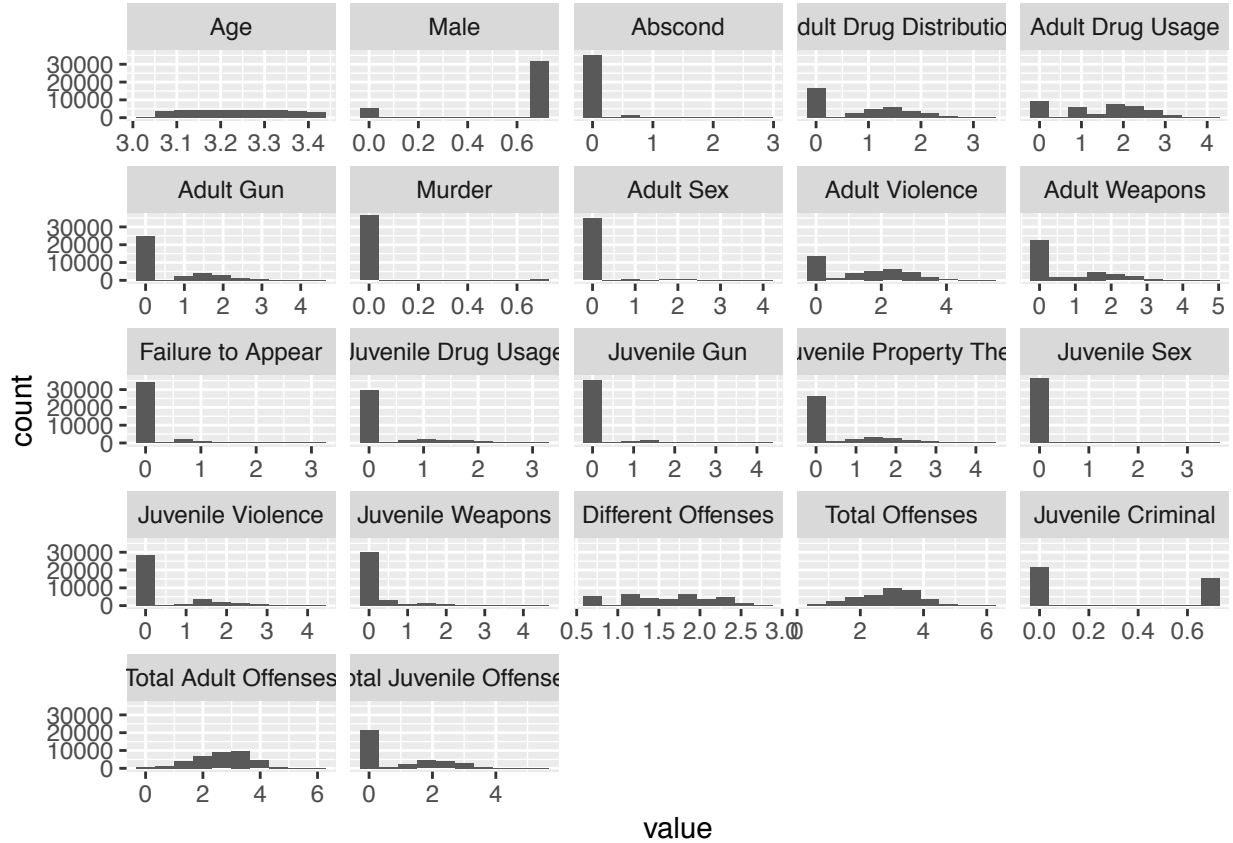 Age Male Abscond dult Drug Distributio Adult Drug Usage
30000
20000
10000
0
3.0 3.1 3.2 3.3 3.4 0.0 0.2 0.4 0.6 0 1 2 3 0 1 2 3 0 1 2 3 4
Adult Gun Murder Adult Sex Adult Violence Adult Weapons
30000
20000
10000
0
0 1 2 3 4 0.0 0.2 0.4 0.6 0 1 2 3 4 0 2 4 0 1 2 3 4 5
Failure to Appear Juvenile Drug Usage Juvenile Gun uvenile Property The Juvenile Sex
30000
20000
10000
0
0 1 2 3 0 1 2 3 0 1 2 3 4 0 1 2 3 4 0 1 2 3
Juvenile Violence Juvenile Weapons Different Offenses Total Offenses Juvenile Criminal
30000
20000
10000
0
0 1 2 3 4 0 1 2 3 4 0.5 1.0 1.5 2.0 2.5 3.0 0 2 4 6 0.0 0.2 0.4 0.6
Total Adult Offenses otal Juvenile Offense
30000
20000
10000
0
0 2 4 6 0 2 4
count
value